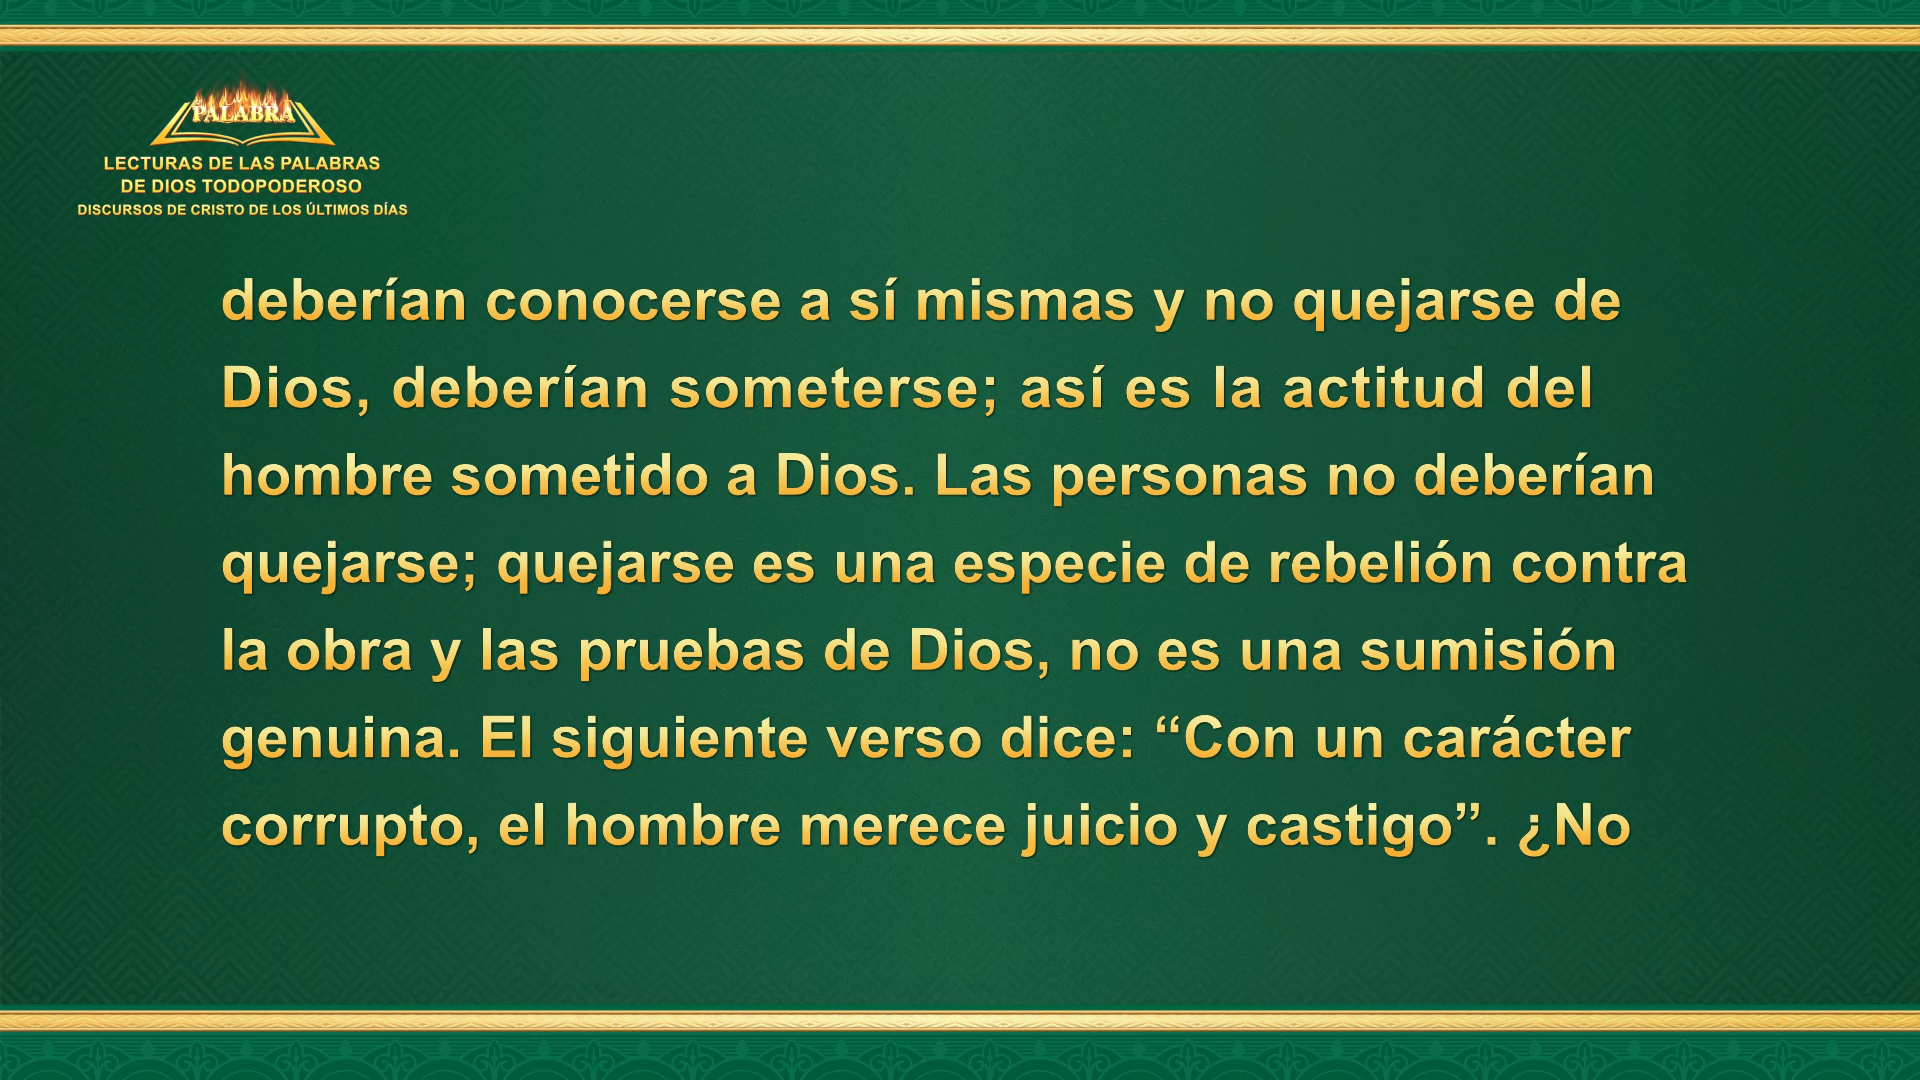 PALABRA
LECTURAS DE LAS PALABRAS
DE DIOS TODOPODEROSO
DISCURSOS DE CRISTO DE LOS ÚLTIMOS DÍAS
deberían conocerse a sí mismas y no quejarse de
Dios, deberían someterse; así es la actitud del
hombre sometido a Dios. Las personas no deberían
quejarse; quejarse es una especie de rebelión contra
la obra y las pruebas de Dios, no es una sumisión
genuina. El siguiente verso dice: “Con un carácter
corrupto, el hombre merece juicio y castigo”. ¿No